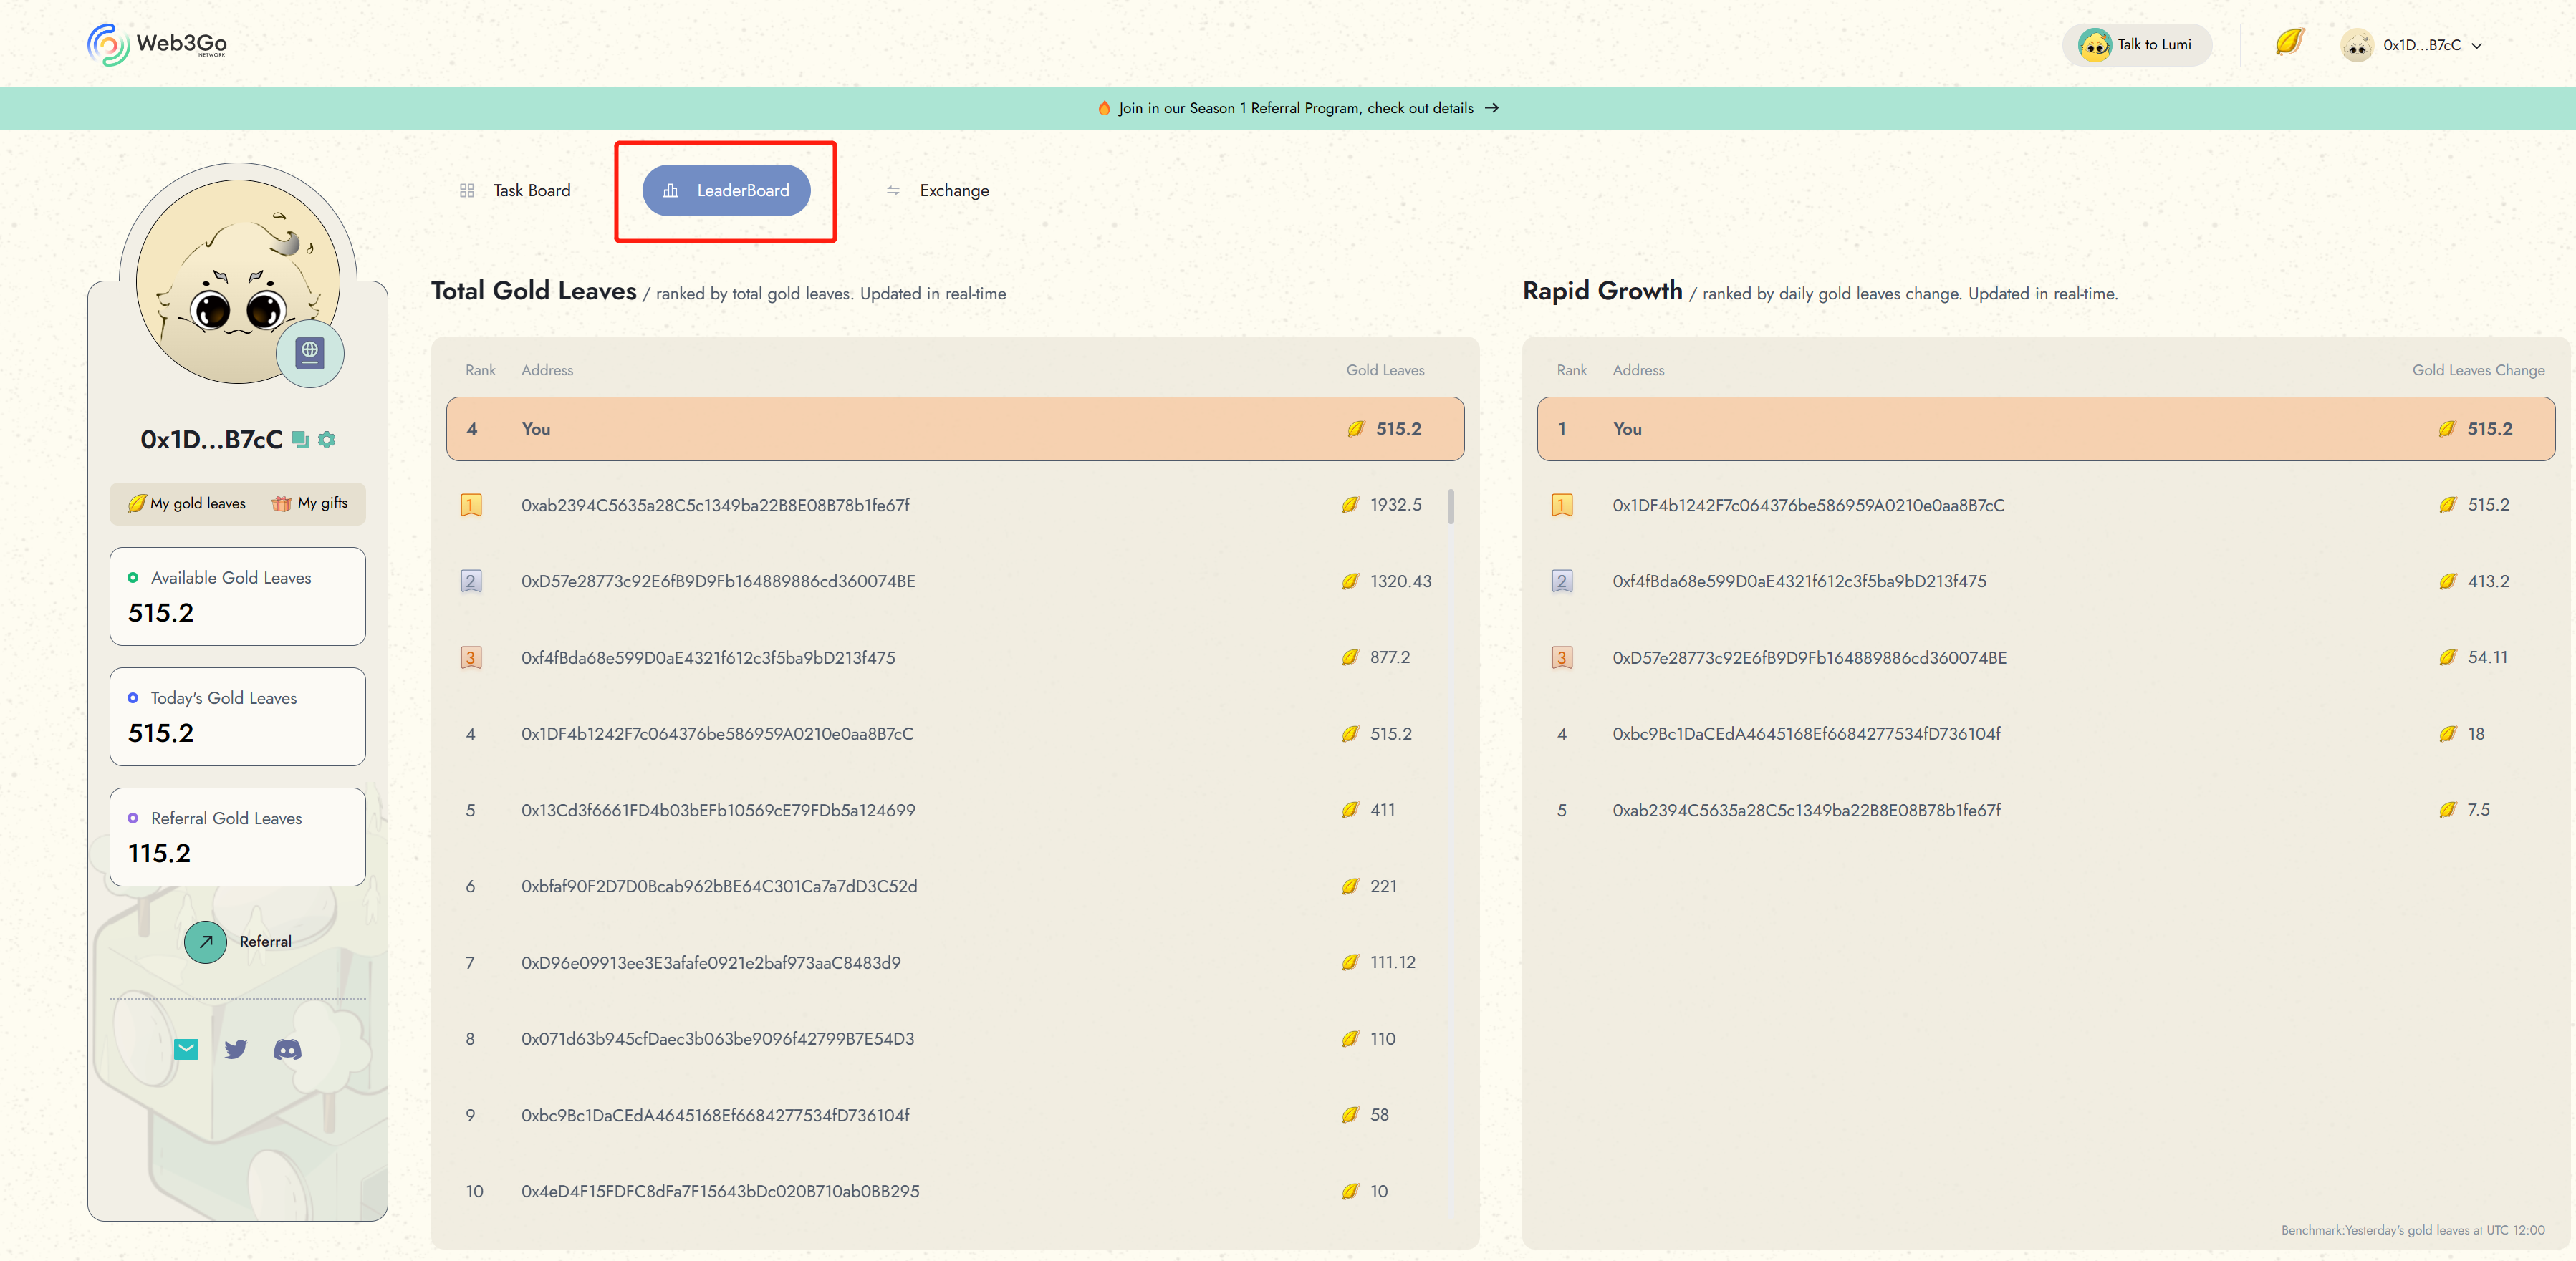 Web3Go
NETWORK
Talk to Lumi
0x1D...B7cC
Join in our Season 1 Referral Program, check out details →
Task Board
LeaderBoard
Exchange
0x1D...B7cC
My gold leaves | My gifts
Available Gold Leaves
515.2
Today's Gold Leaves
515.2
Referral Gold Leaves
115.2
Referral
Total Gold Leaves / ranked by total gold leaves. Updated in real-time
Rank Address Gold Leaves
4 You 515.2
1 0xab2394C5635a28C5c1349ba22B8E08B78b1fe67f 1932.5
2 0xD57e28773c92E6fB9D9Fb164889886cd360074BE 1320.43
3 0xf4fBda68e599D0aE4321f612c3f5ba9bD213f475 877.2
4 0x1DF4b1242F7c064376be586959A0210e0aa8B7cC 515.2
5 0x13Cd3f6661FD4b03bEFb10569cE79FDb5a124699 411
6 0xbfaf90F2D7D0Bcab962bBE64C301Ca7a7dD3C52d 221
7 0xD96e09913ee3E3afafe0921e2baf973aaC8483d9 111.12
8 0x071d63b945cfDaec3b063be9096f42799B7E54D3 110
9 0xbc9Bc1DaCEdA4645168Ef6684277534fD736104f 58
10 0x4eD4F15FDFC8dFa7F15643bDc020B710ab0BB295 10
Rapid Growth / ranked by daily gold leaves change. Updated in real-time.
Rank Address Gold Leaves Change
1 You 515.2
1 0x1DF4b1242F7c064376be586959A0210e0aa8B7cC 515.2
2 0xf4fBda68e599D0aE4321f612c3f5ba9bD213f475 413.2
3 0xD57e28773c92E6fB9D9Fb164889886cd360074BE 54.11
4 0xbc9Bc1DaCEdA4645168Ef6684277534fD736104f 18
5 0xab2394C5635a28C5c1349ba22B8E08B78b1fe67f 7.5
Benchmark:Yesterday's gold leaves at UTC 12:00